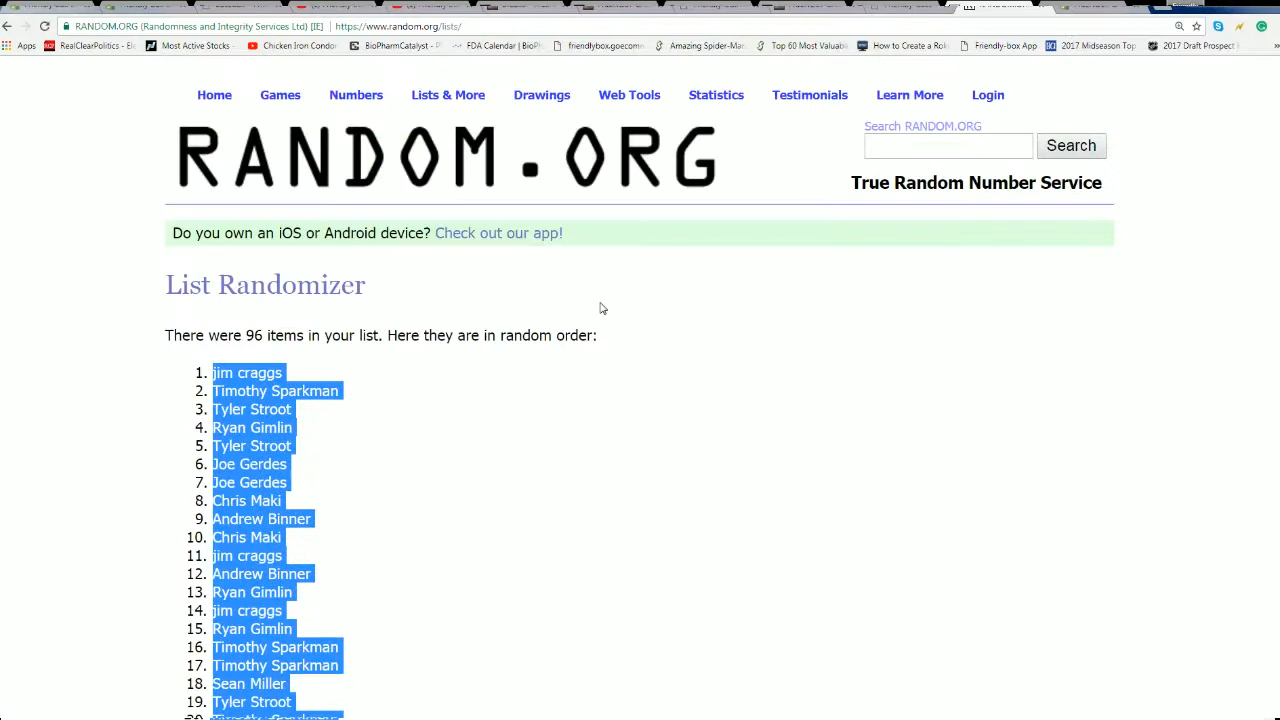 RANDOM.ORG (Randomness and Integrity Services Ltd) [IE] https://www.random.org/lists/
Apps RealClearPolitics - Ele Most Active Stocks Chicken Iron Condor BioPharmCatalyst - Ph FDA Calendar | BioPh friendlybox.goecomm Amazing Spider-Man Top 60 Most Valuable How to Create a Role Friendly-box App 2017 Midseason Top 2017 Draft Prospect
Home Games Numbers Lists & More Drawings Web Tools Statistics Testimonials Learn More Login
Search RANDOM.ORG
RANDOM.ORG
Search
True Random Number Service
Do you own an iOS or Android device? Check out our app!
List Randomizer
There were 96 items in your list. Here they are in random order:
1. jim craggs
2. Timothy Sparkman
3. Tyler Stroot
4. Ryan Gimlin
5. Tyler Stroot
6. Joe Gerdes
7. Joe Gerdes
8. Chris Maki
9. Andrew Binner
10. Chris Maki
11. jim craggs
12. Andrew Binner
13. Ryan Gimlin
14. jim craggs
15. Ryan Gimlin
16. Timothy Sparkman
17. Timothy Sparkman
18. Sean Miller
19. Tyler Stroot